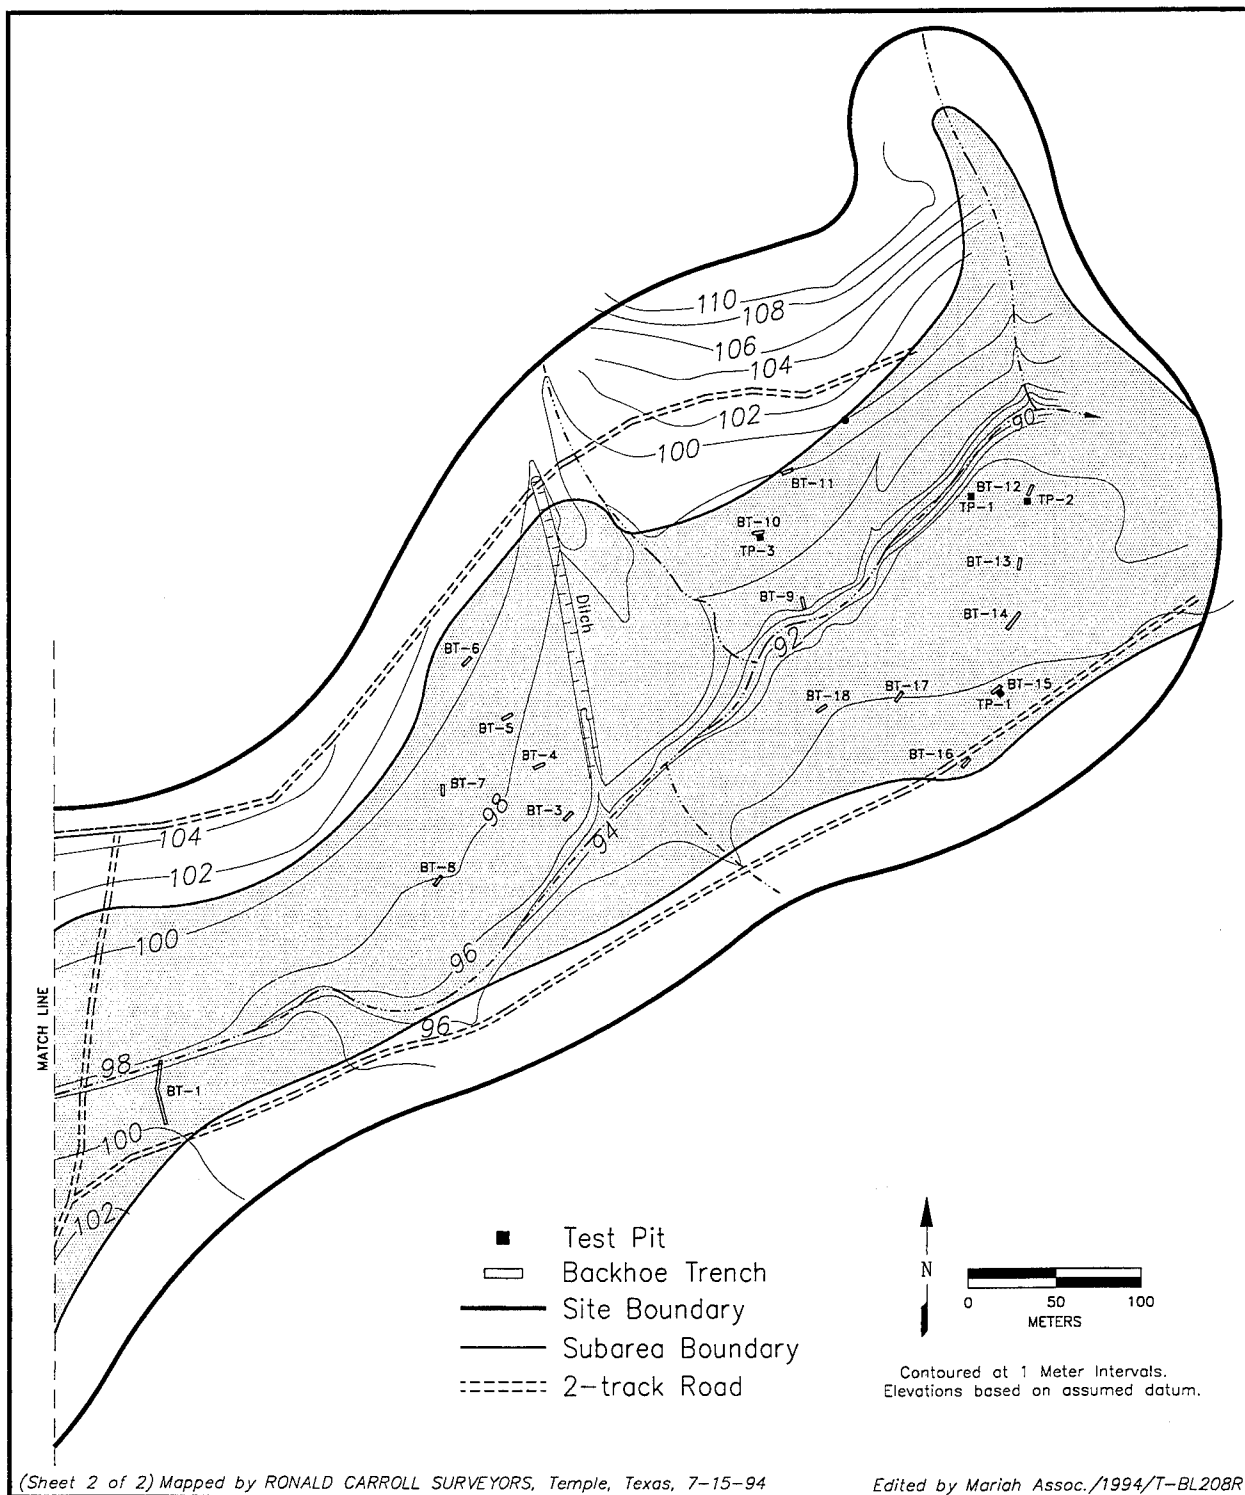 110
108
106
104
102
100
90
BT-11
BT-12
TP-1
TP-2
BT-10
TP-3
BT-13
BT-9
BT-14
Ditch
92
BT-6
BT-15
TP-1
BT-17
BT-18
BT-5
BT-4
BT-16
BT-7
98
BT-3
94
104
102
BT-8
100
96
96
MATCH LINE
98
BT-1
100
102
Test Pit
Backhoe Trench
Site Boundary
Subarea Boundary
2-track Road
N
0 50 100
METERS
Contoured at 1 Meter Intervals.
Elevations based on assumed datum.
(Sheet 2 of 2) Mapped by RONALD CARROLL SURVEYORS, Temple, Texas, 7-15-94
Edited by Mariah Assoc./1994/T-BL208R